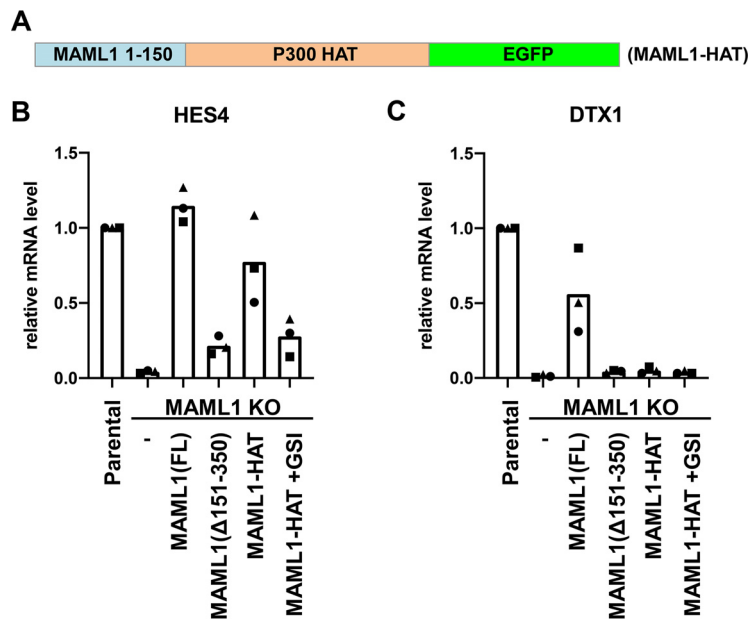 A
MAML1 1-150 P300 HAT EGFP (MAML1-HAT)
B
HES4
relative mRNA level
1.5
1.0
0.5
0.0
Parental
MAML1 KO
-
MAML1(FL)
MAML1(Δ151-350)
MAML1-HAT
MAML1-HAT +GSI
C
DTX1
relative mRNA level
1.5
1.0
0.5
0.0
Parental
MAML1 KO
-
MAML1(FL)
MAML1(Δ151-350)
MAML1-HAT
MAML1-HAT +GSI